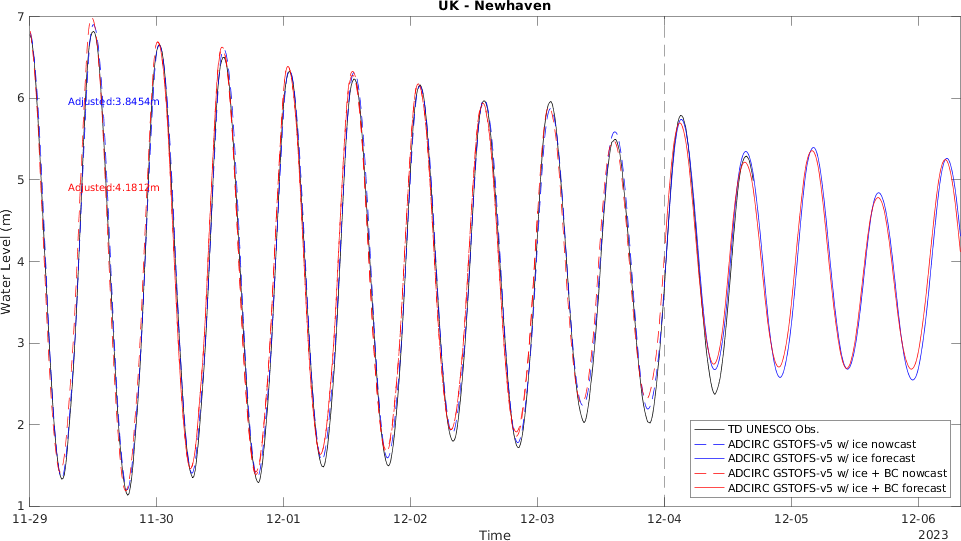 UK - Newhaven
7
6
5
4
3
2
1
Water Level (m)
Adjusted:3.8454m
Adjusted:4.1812m
TD UNESCO Obs.
ADCIRC GSTOFS-v5 w/ ice nowcast
ADCIRC GSTOFS-v5 w/ ice forecast
ADCIRC GSTOFS-v5 w/ ice + BC nowcast
ADCIRC GSTOFS-v5 w/ ice + BC forecast
11-29 11-30 12-01 12-02 12-03 12-04 12-05 12-06
Time
2023